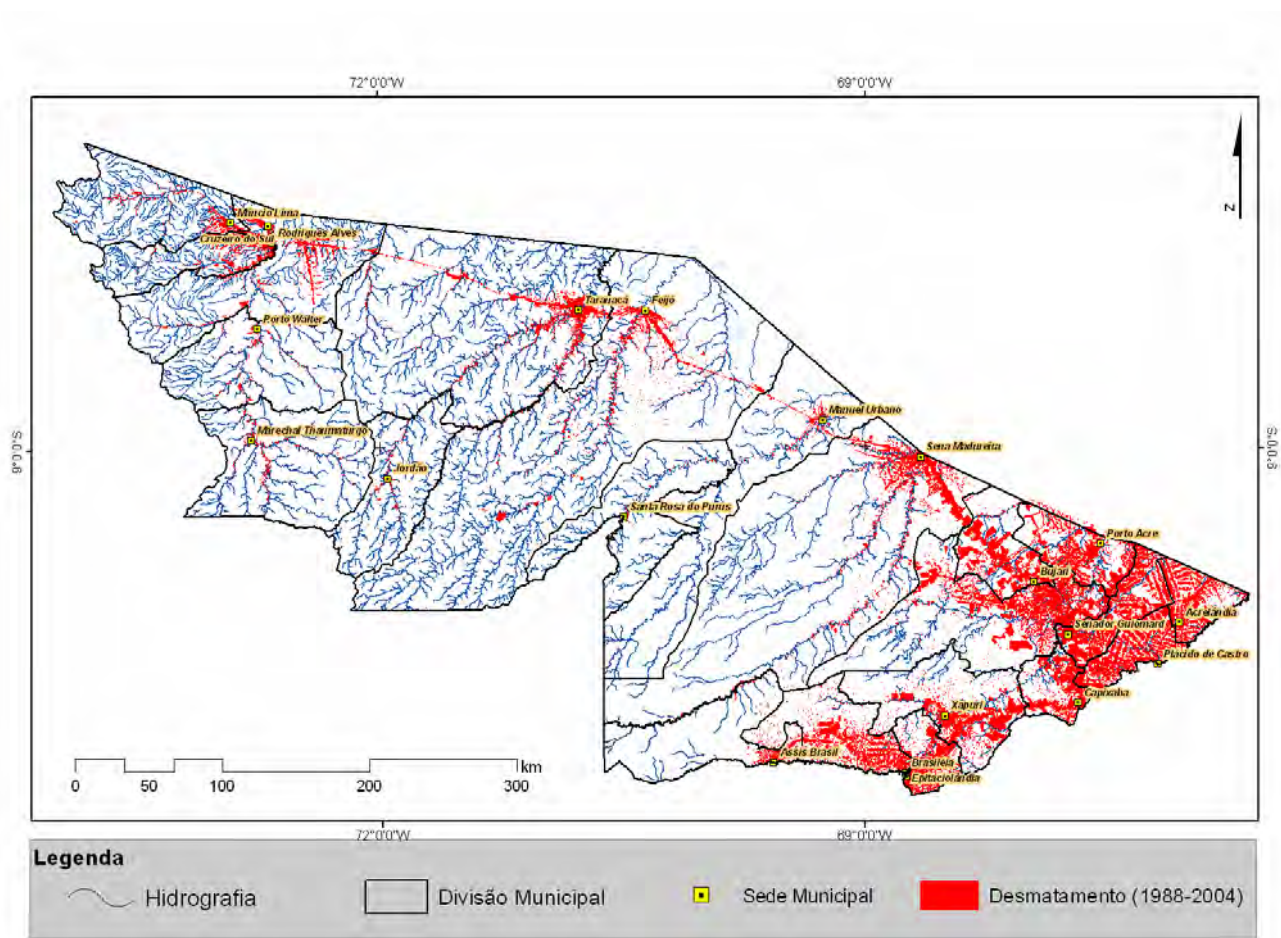 72°0'0"W 69°0'0"W
N
Mâncio Lima
Rodrigues Alves
Cruzeiro do Sul
Tarauacá
Feijó
Porto Walter
Manuel Urbano
Marechal Thaumaturgo
9°0'0"S
9°0'0"S
Sena Madureira
Jordão
Santa Rosa do Purus
Porto Acre
Bujari
Acrelândia
Senador Guiomard
Plácido de Castro
Capixaba
Xapuri
Assis Brasil
Brasiléia
Epitaciolândia
km
0 50 100 200 300
72°0'0"W 69°0'0"W
Legenda
Hidrografia
Divisão Municipal
Sede Municipal
Desmatamento (1988-2004)